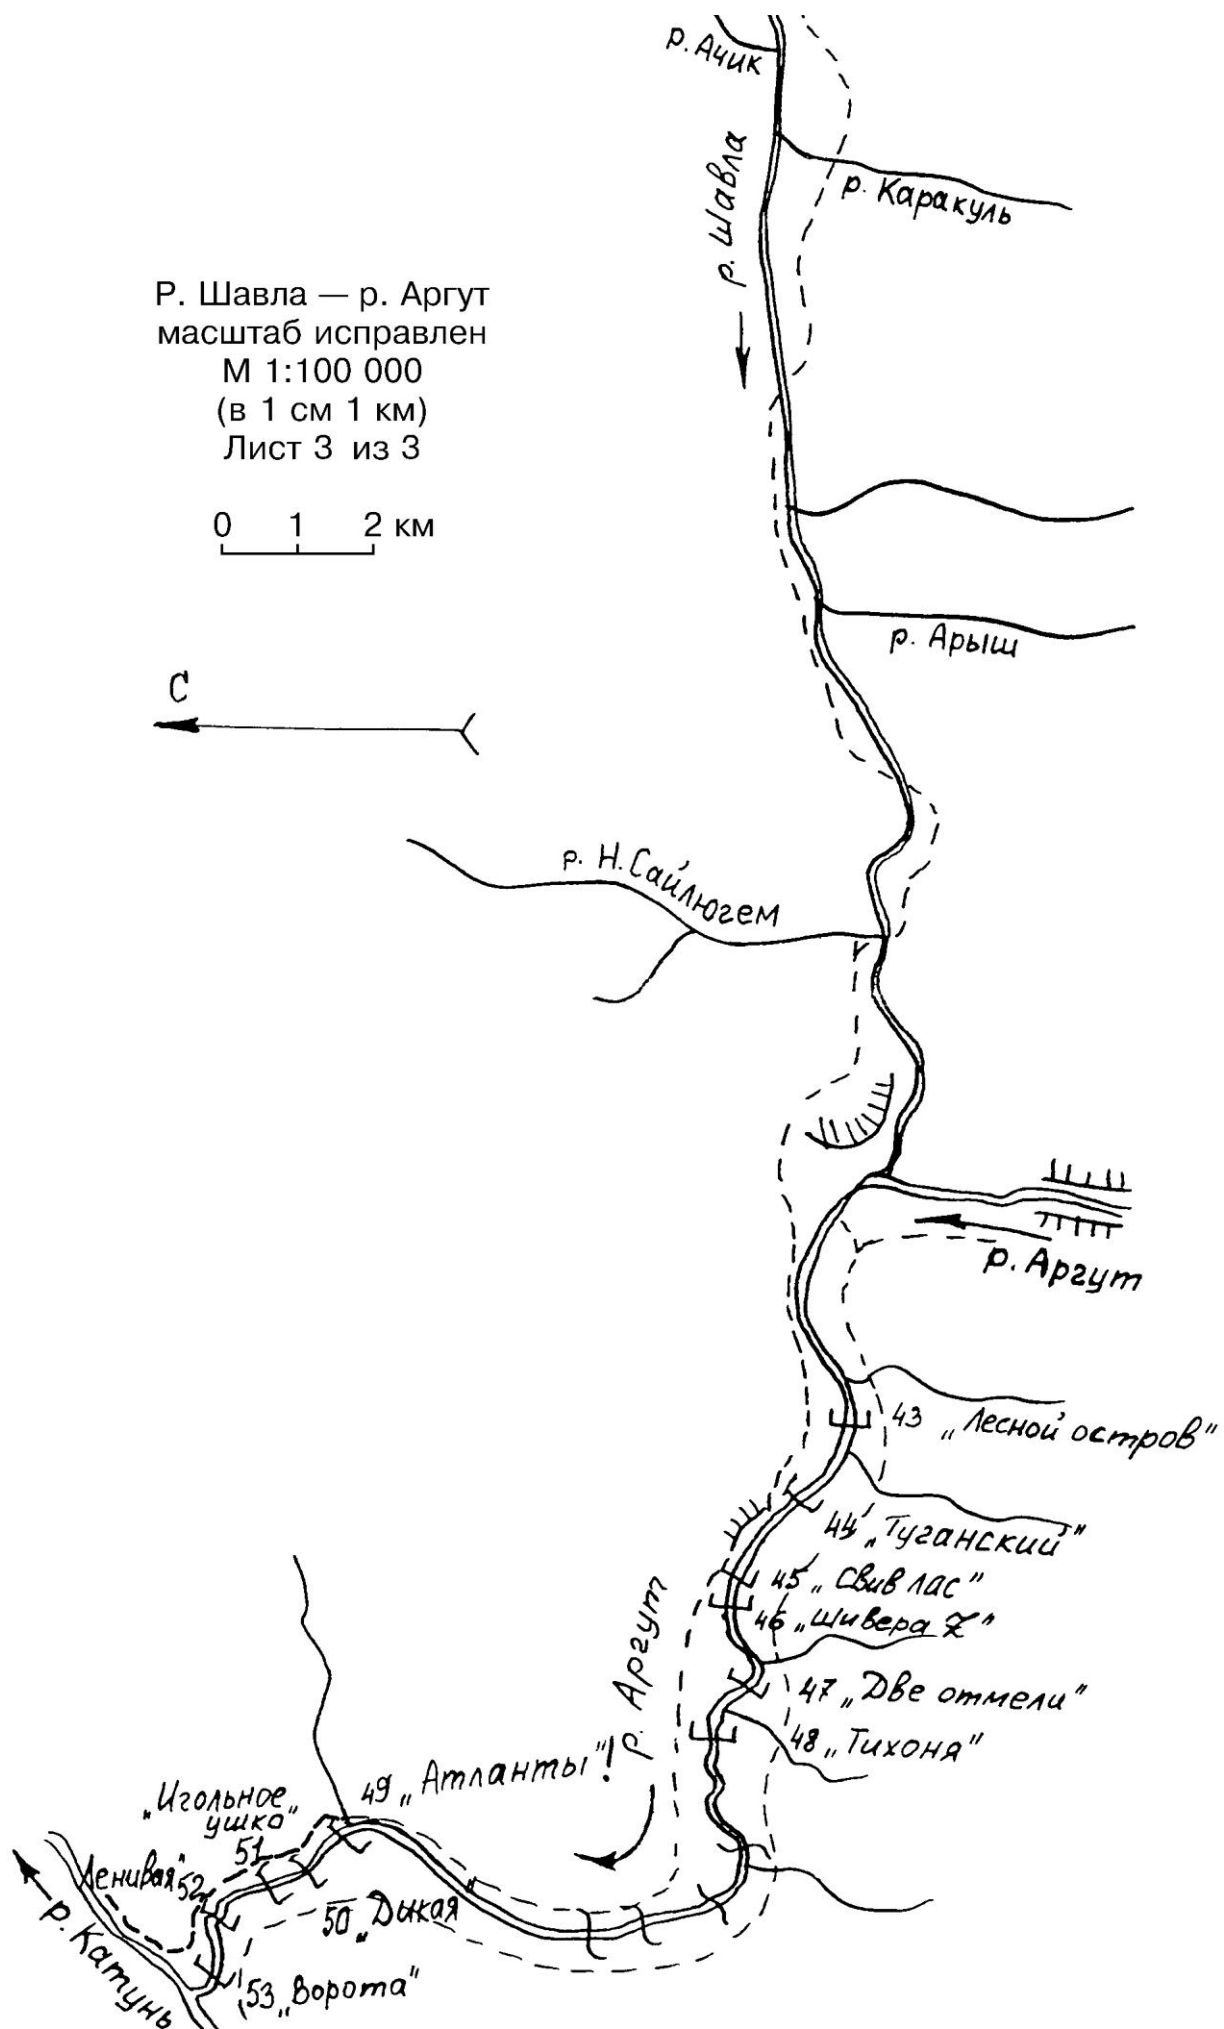 р. Ачик
р. Шавла
р. Каракуль
Р. Шавла — р. Аргут
масштаб исправлен
М 1:100 000
(в 1 см 1 км)
Лист 3 из 3
0 1 2 км
р. Арыш
С
р. Н. Сайлюгем
р. Аргут
43 „Лесной остров"
44 „Туганский"
45 „Свив лас"
46 „Шивера Z"
р. Аргут
47 „Две отмели"
48 „Тихоня"
49 „Атланты"!
„Игольное
ушко"
51
Ленивая" 52
50 „Дыкая"
р. Катунь
53 „Ворота"